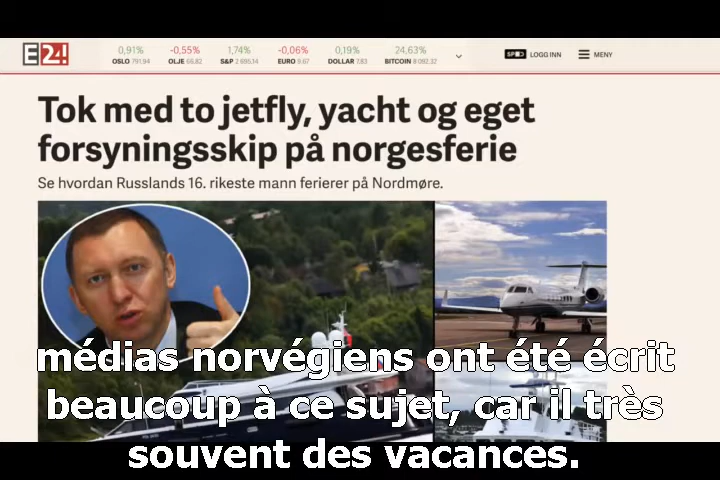 E24!
0,91% -0,55% 1,74% -0,06% 0,19% 24,63%
OSLO 791,94 OLJE 66,82 S&P 2 690,14 EURO 9,67 DOLLAR 7,83 BITCOIN 8 092,32
LOGG INN MENY
Tok med to jetfly, yacht og eget
forsyningsskip på norgesferie
Se hvordan Russlands 16. rikeste mann ferierer på Nordmøre.
médias norvégiens ont été écrit
beaucoup à ce sujet, car il très
souvent des vacances.